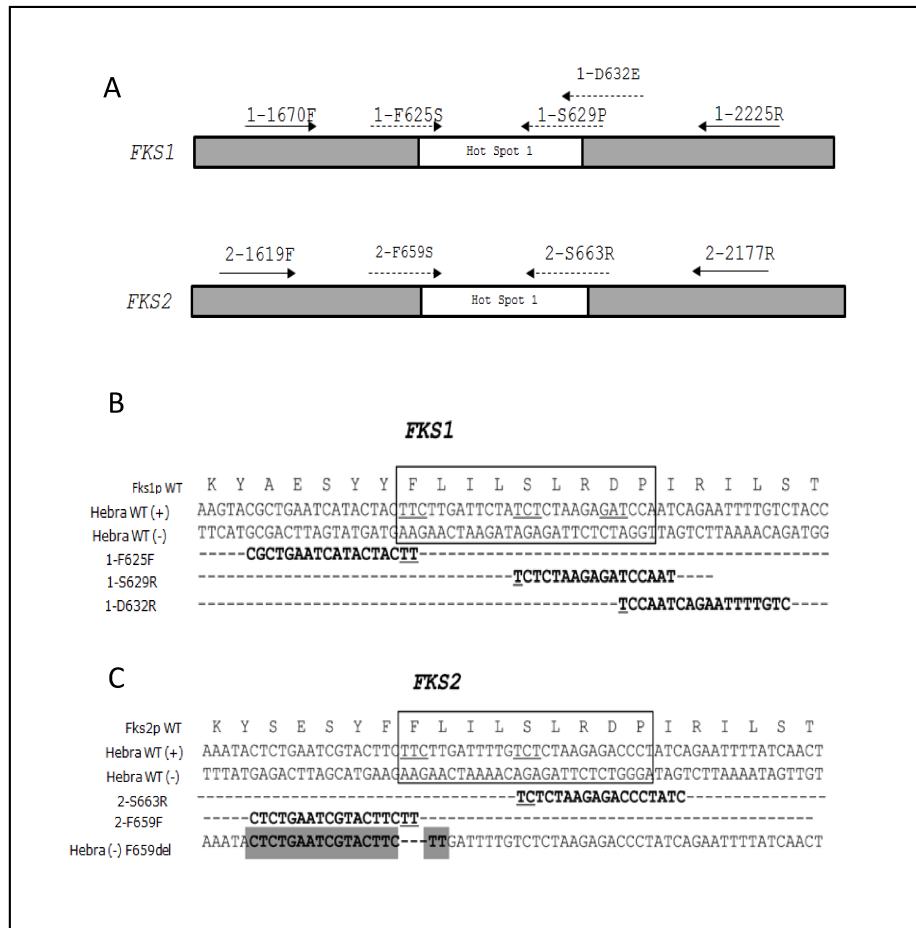 A
1-D632E
1-1670F 1-F625S 1-S629P 1-2225R
FKS1 Hot Spot 1
2-1619F 2-F659S 2-S663R 2-2177R
FKS2 Hot Spot 1
B
FKS1
Fks1p WT K Y A E S Y Y F L I L S L R D P I R I L S T
Hebra WT (+) AAGTACGCTGAATCATACTACTTCTTGATTCTATCTCTAAGAGATCCAATCAGAATTTTGTCTACC
Hebra WT (-) TTCATGCGACTTAGTATGATGAAGAACTAAGATAGAGATTCTCTAGGTTAGTCTTAAAACAGATGG
1-F625F -----CGCTGAATCATACTACTT--------------------------------
1-S629R --------------------------------TCTCTAAGAGATCCAAT----
1-D632R -------------------------------------------TCCAATCAGAATTTTGTC----
C
FKS2
Fks2p WT K Y S E S Y F F L I L S L R D P I R I L S T
Hebra WT (+) AAATACTCTGAATCGTACTTCTTCTTGATTTTGTCTCTAAGAGACCCTATCAGAATTTTATCAACT
Hebra WT (-) TTTATGAGACTTAGCATGAAGAAGAACTAAAACAGAGATTCTCTGGGATAGTCTTAAAATAGTTGT
2-S663R ---------------------------------TCTCTAAGAGACCCTATC-------------
2-F659F -----CTCTGAATCGTACTTCTT-----------------------------------------
Hebra (-) F659del AAATACTCTGAATCGTACTTC---TTGATTTTGTCTCTAAGAGACCCTATCAGAATTTTATCAACT